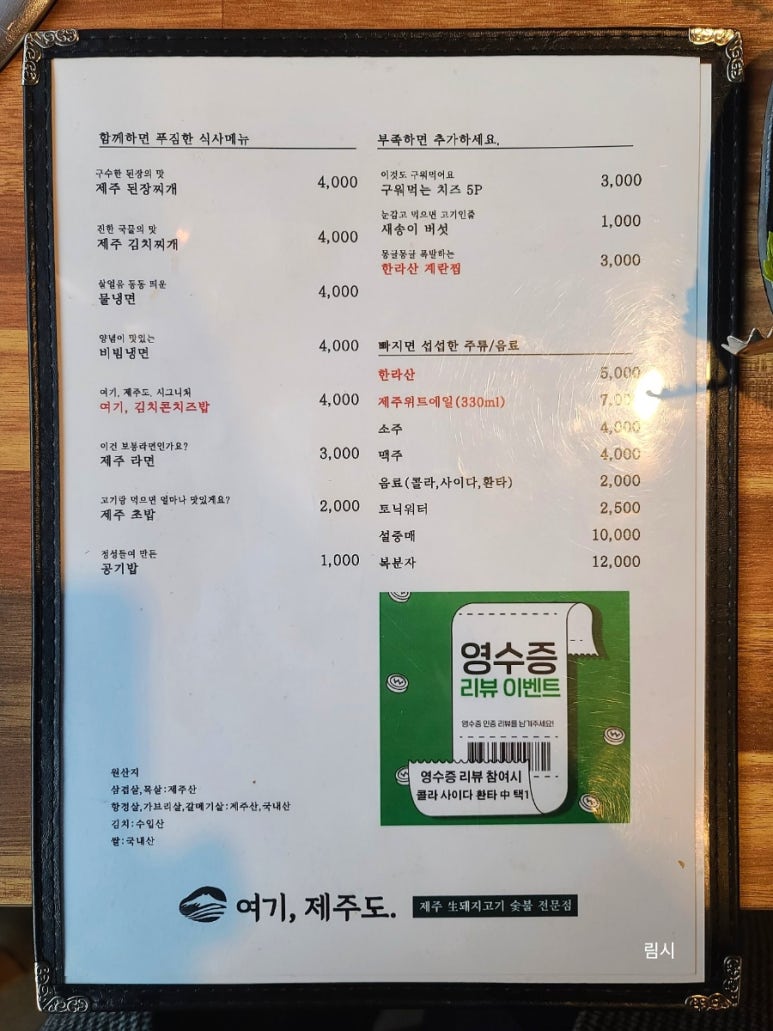 함께하면 푸짐한 식사메뉴
구수한 된장의 맛
제주 된장찌개 4,000
진한 국물의 맛
제주 김치찌개 4,000
살얼음 동동 띄운
물냉면 4,000
양념이 맛있는
비빔냉면 4,000
여기, 제주도. 시그니처
여기, 김치콘치즈밥 4,000
이건 보통라면인가요?
제주 라면 3,000
고기랑 먹으면 얼마나 맛있게요?
제주 초밥 2,000
정성들여 만든
공기밥 1,000
부족하면 추가하세요.
이것도 구워먹어요
구워먹는 치즈 5P 3,000
눈감고 먹으면 고기인줄
새송이 버섯 1,000
몽글몽글 폭발하는
한라산 계란찜 3,000
빠지면 섭섭한 주류/음료
한라산 5,000
제주위트에일(330ml) 7,000
소주 4,000
맥주 4,000
음료(콜라,사이다,환타) 2,000
토닉워터 2,500
설중매 10,000
복분자 12,000
영수증
리뷰 이벤트
영수증 인증 리뷰를 남겨주세요!
영수증 리뷰 참여시
콜라 사이다 환타 中 택1
원산지
삼겹살,목살:제주산
항정살,가브리살,갈메기살:제주산,국내산
김치:수입산
쌀:국내산
여기, 제주도. 제주 生돼지고기 숯불 전문점
림시